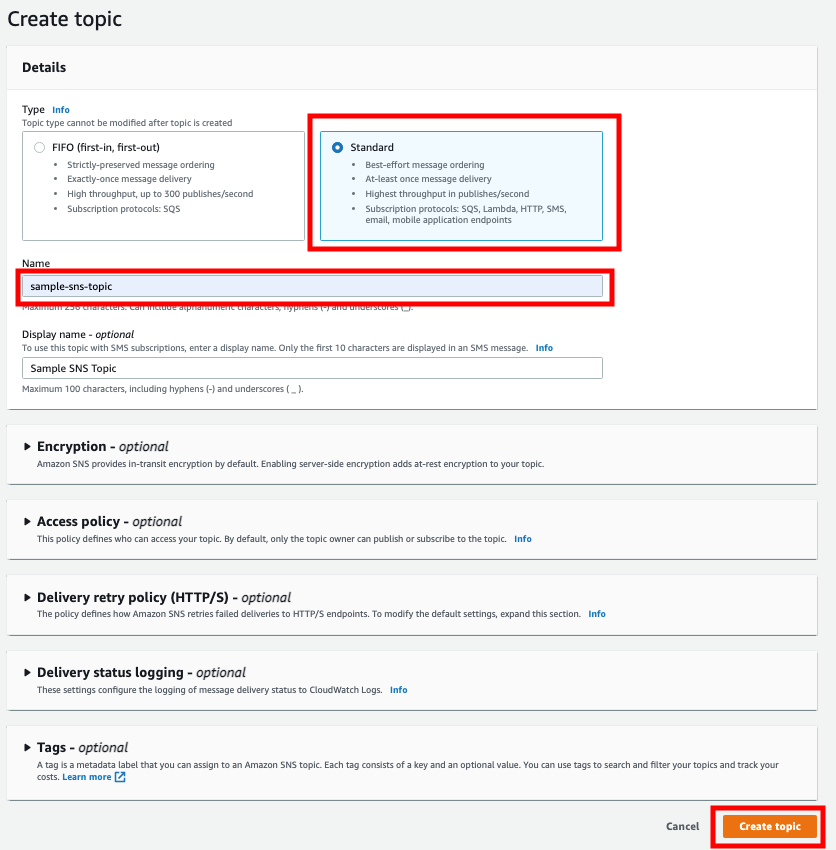 Create topic
Details
Type Info
Topic type cannot be modified after topic is created
FIFO (first-in, first-out)
• Strictly-preserved message ordering
• Exactly-once message delivery
• High throughput, up to 300 publishes/second
• Subscription protocols: SQS
Standard
• Best-effort message ordering
• At-least once message delivery
• Highest throughput in publishes/second
• Subscription protocols: SQS, Lambda, HTTP, SMS,
email, mobile application endpoints
Name
sample-sns-topic
Maximum 256 characters. Can include alphanumeric characters, hyphens (-) and underscores (_).
Display name - optional
To use this topic with SMS subscriptions, enter a display name. Only the first 10 characters are displayed in an SMS message. Info
Sample SNS Topic
Maximum 100 characters, including hyphens (-) and underscores ( _ ).
Encryption - optional
Amazon SNS provides in-transit encryption by default. Enabling server-side encryption adds at-rest encryption to your topic.
Access policy - optional
This policy defines who can access your topic. By default, only the topic owner can publish or subscribe to the topic. Info
Delivery retry policy (HTTP/S) - optional
The policy defines how Amazon SNS retries failed deliveries to HTTP/S endpoints. To modify the default settings, expand this section. Info
Delivery status logging - optional
These settings configure the logging of message delivery status to CloudWatch Logs. Info
Tags - optional
A tag is a metadata label that you can assign to an Amazon SNS topic. Each tag consists of a key and an optional value. You can use tags to search and filter your topics and track your
costs. Learn more
Cancel Create topic